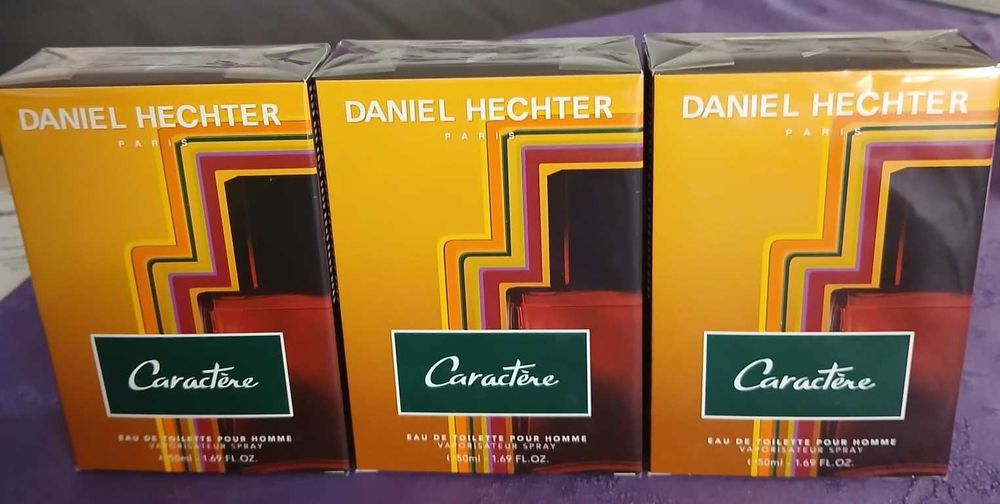 DANIEL HECHTER
PARIS
Caractère
EAU DE TOILETTE POUR HOMME
VAPORISATEUR SPRAY
℮50ml - 1.69 FL.OZ.
DANIEL HECHTER
PARIS
Caractère
EAU DE TOILETTE POUR HOMME
VAPORISATEUR SPRAY
℮50ml - 1.69 FL.OZ.
DANIEL HECHTER
PARIS
Caractère
EAU DE TOILETTE POUR HOMME
VAPORISATEUR SPRAY
℮50ml - 1.69 FL.OZ.